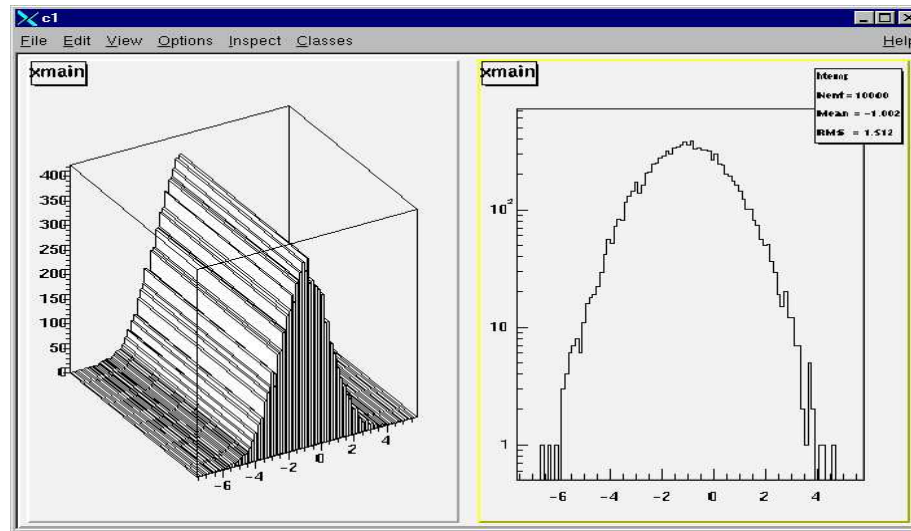 c1
File Edit View Options Inspect Classes Help
xmain
400
350
300
250
200
150
100
50
0
-6 -4 -2 0 2 4
xmain
htemp
Nent = 10000
Mean = -1.002
RMS = 1.512
10²
10
1
-6 -4 -2 0 2 4